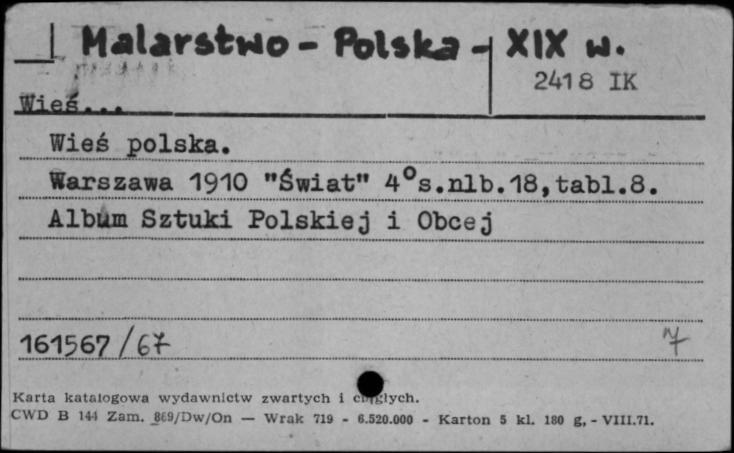 Malarstwo - Polska - XIX w.
2418 IK
Wieś...
Wieś polska.
Warszawa 1910 "Świat" 4°s.nlb.18,tabl.8.
Album Sztuki Polskiej i Obcej
161567/67
7
Karta katalogowa wydawnictw zwartych i ciągłych.
CWD B 144 Zam. 869/Dw/On — Wrak 719 - 6.520.000 - Karton 5 kl. 180 g, - VIII.71.